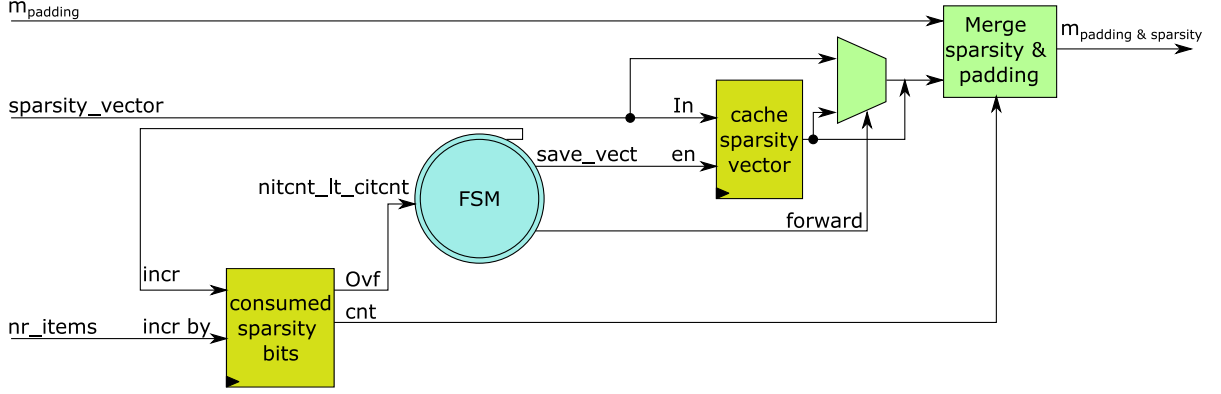 m_padding
Merge
sparsity &
padding
m_padding & sparsity
sparsity_vector
In
cache
sparsity
vector
save_vect
en
nitcnt_lt_citcnt
FSM
forward
incr
Ovf
consumed
sparsity
bits
cnt
nr_items
incr by